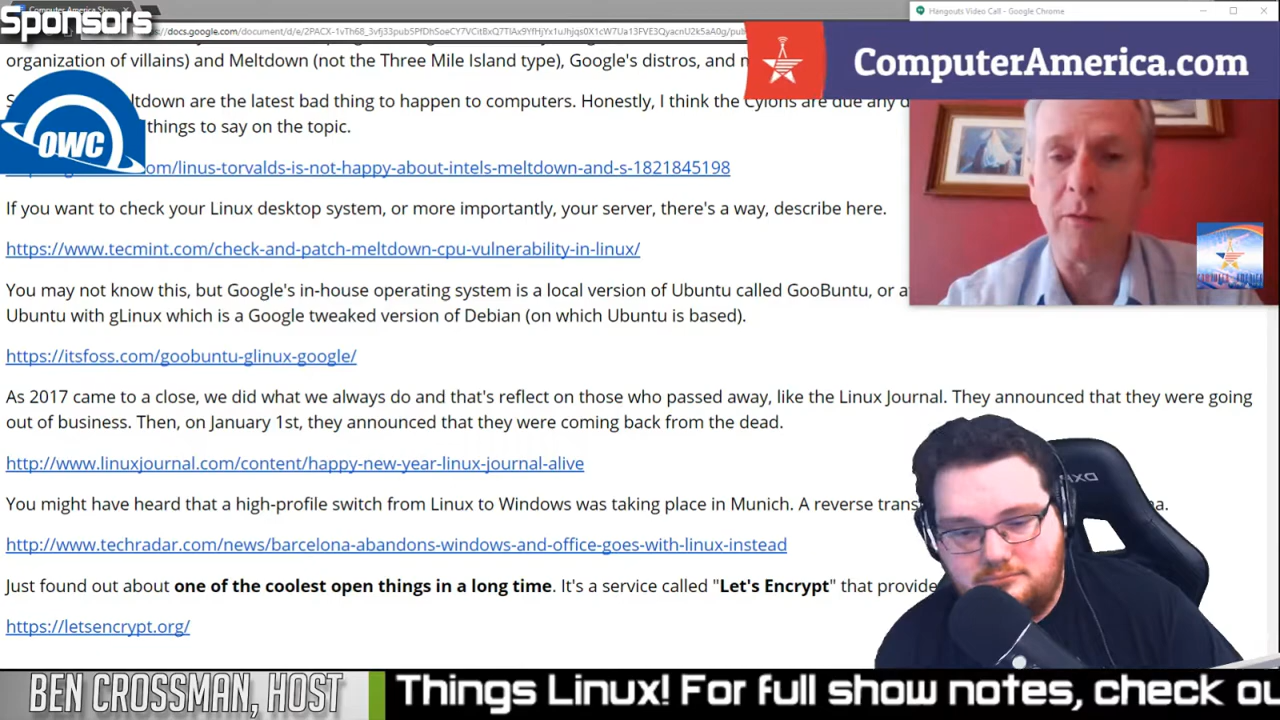 Computer America Sh
Hangouts Video Call - Google Chrome
Sponsors
ComputerAmerica.com
organization of villains) and Meltdown (not the Three Mile Island type), Google's distros, and
ltdown are the latest bad thing to happen to computers. Honestly, I think the Cylons are due any
OWC
things to say on the topic.
om/linus-torvalds-is-not-happy-about-intels-meltdown-and-s-1821845198
If you want to check your Linux desktop system, or more importantly, your server, there's a way, describe here.
https://www.tecmint.com/check-and-patch-meltdown-cpu-vulnerability-in-linux/
You may not know this, but Google's in-house operating system is a local version of Ubuntu called GooBuntu, or
Ubuntu with gLinux which is a Google tweaked version of Debian (on which Ubuntu is based).
https://itsfoss.com/goobuntu-glinux-google/
As 2017 came to a close, we did what we always do and that's reflect on those who passed away, like the Linux Journal. They announced that they were going
out of business. Then, on January 1st, they announced that they were coming back from the dead.
http://www.linuxjournal.com/content/happy-new-year-linux-journal-alive
You might have heard that a high-profile switch from Linux to Windows was taking place in Munich. A reverse trans
http://www.techradar.com/news/barcelona-abandons-windows-and-office-goes-with-linux-instead
Just found out about one of the coolest open things in a long time. It's a service called "Let's Encrypt" that provide
https://letsencrypt.org/
BEN CROSSMAN, HOST
Things Linux! For full show notes, check ou